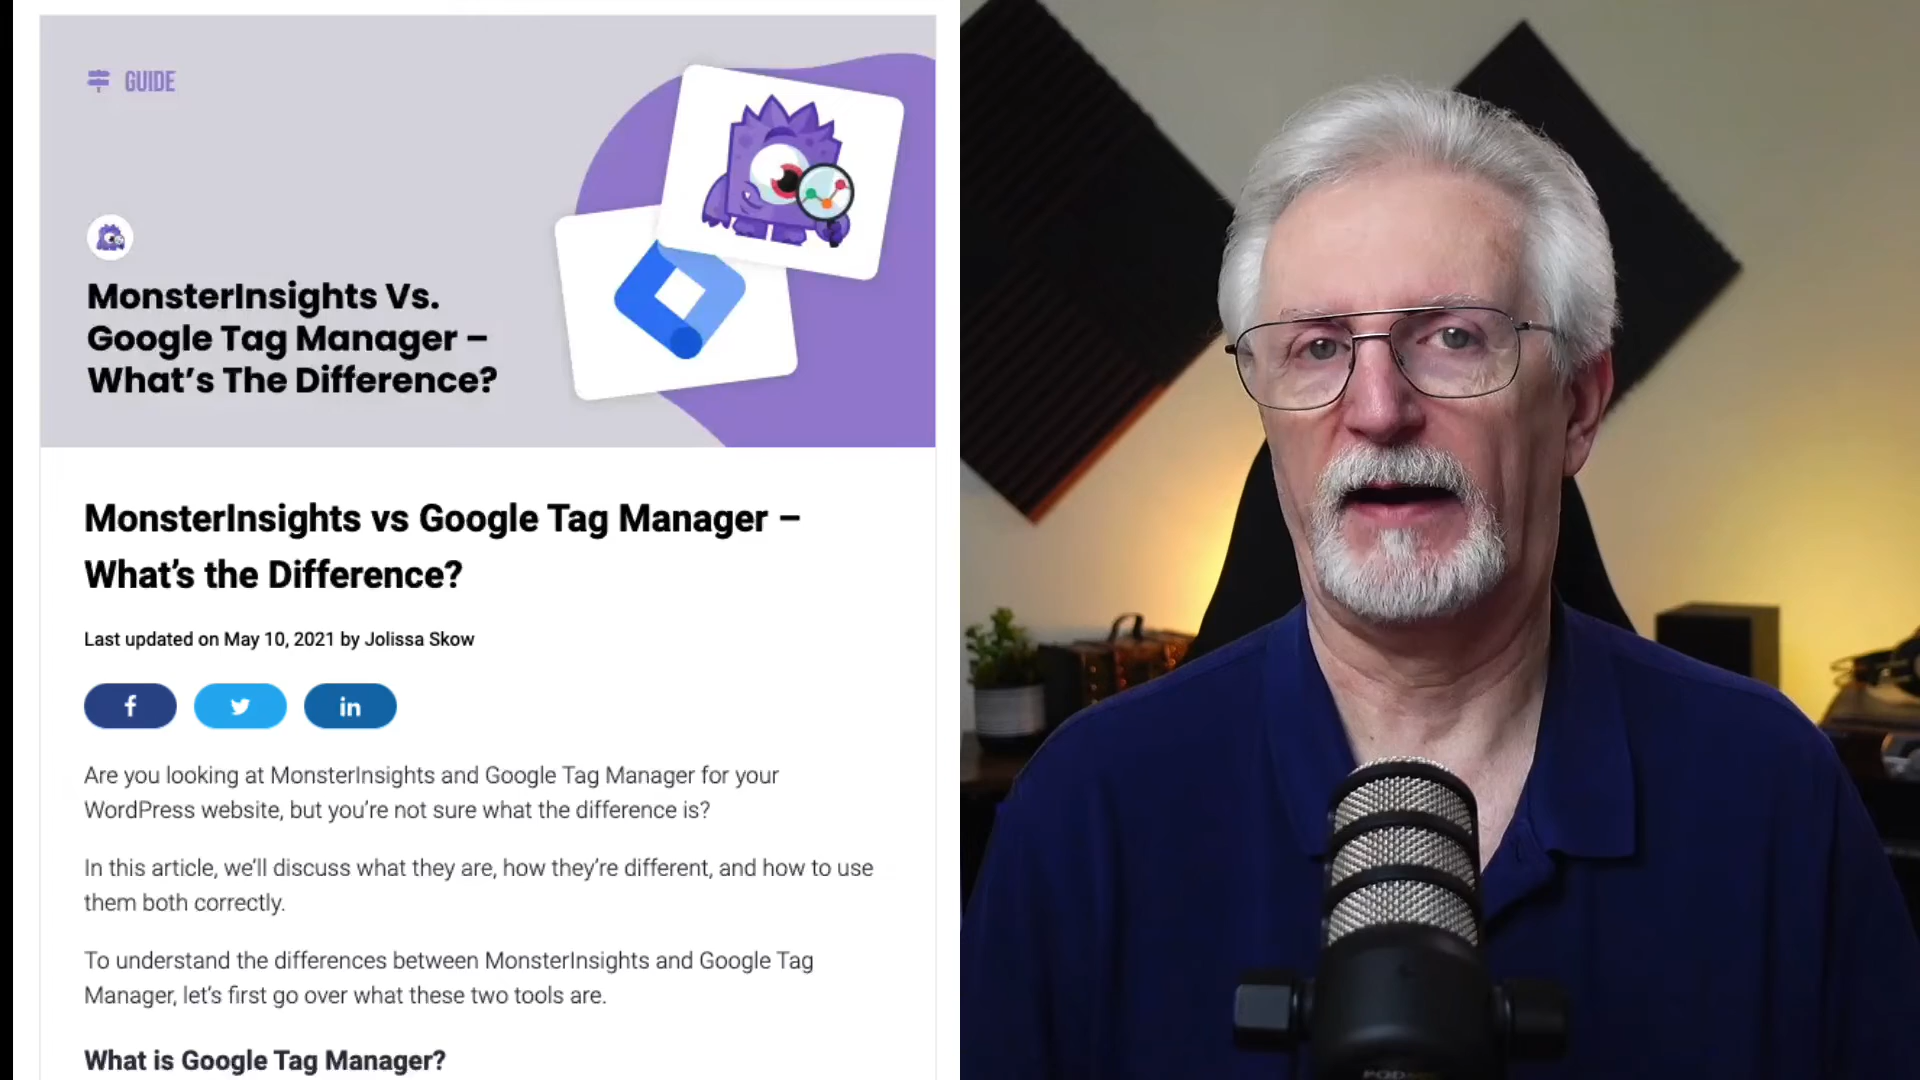 GUIDE
MonsterInsights Vs.
Google Tag Manager –
What's The Difference?
MonsterInsights vs Google Tag Manager –
What's the Difference?
Last updated on May 10, 2021 by Jolissa Skow
f
in
Are you looking at MonsterInsights and Google Tag Manager for your
WordPress website, but you're not sure what the difference is?
In this article, we'll discuss what they are, how they're different, and how to use
them both correctly.
To understand the differences between MonsterInsights and Google Tag
Manager, let's first go over what these two tools are.
What is Google Tag Manager?